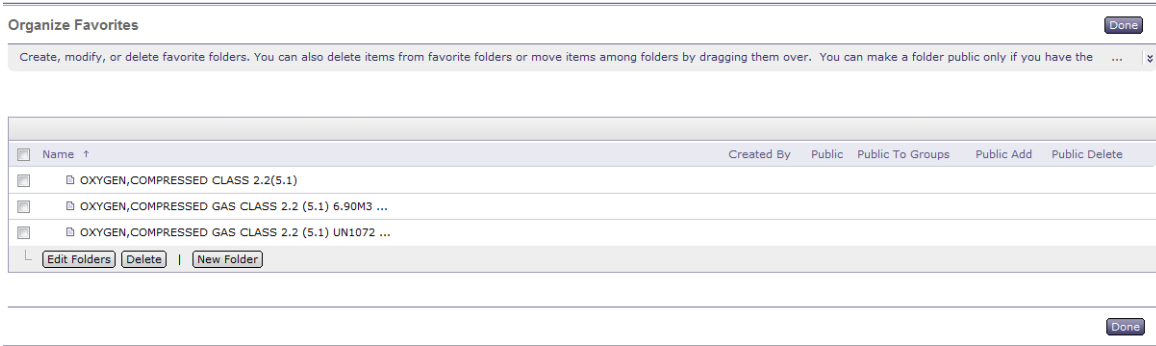 Organize Favorites
Done
Create, modify, or delete favorite folders. You can also delete items from favorite folders or move items among folders by dragging them over. You can make a folder public only if you have the ...
Name ↑ Created By Public Public To Groups Public Add Public Delete
OXYGEN,COMPRESSED CLASS 2.2(5.1)
OXYGEN,COMPRESSED GAS CLASS 2.2 (5.1) 6.90M3 ...
OXYGEN,COMPRESSED GAS CLASS 2.2 (5.1) UN1072 ...
Edit Folders Delete | New Folder
Done